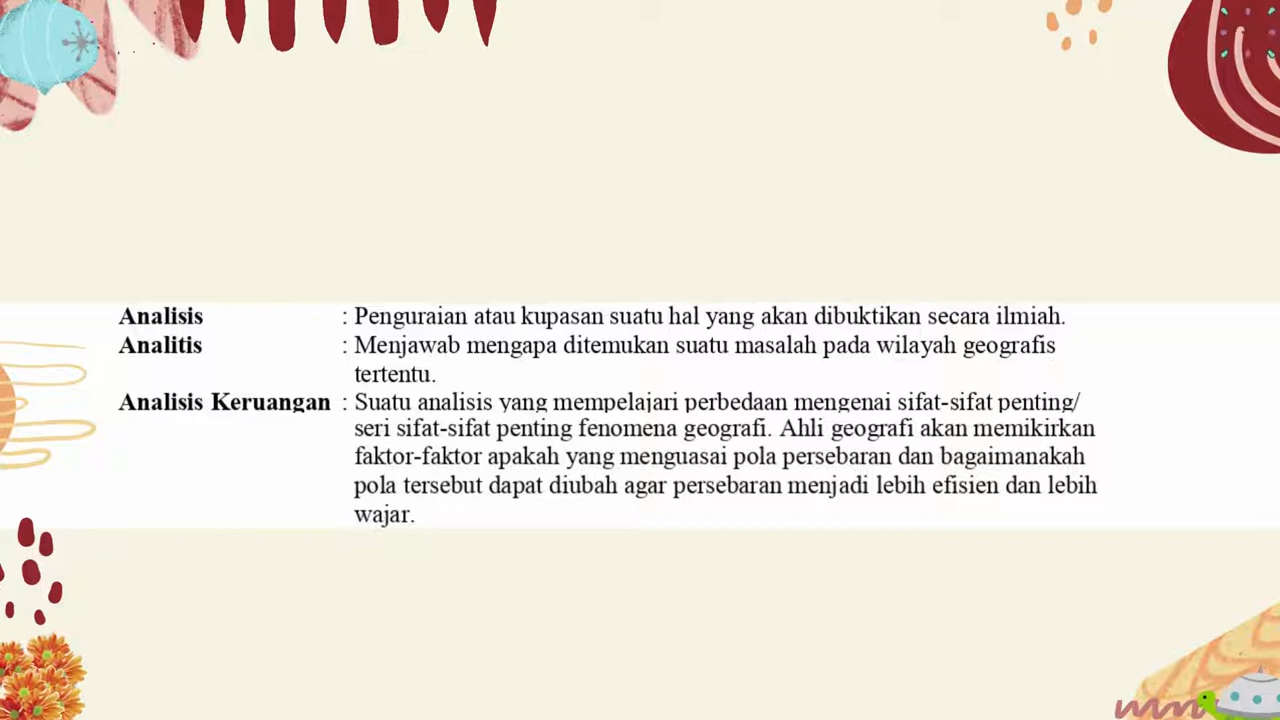 Analisis : Penguraian atau kupasan suatu hal yang akan dibuktikan secara ilmiah.
Analitis : Menjawab mengapa ditemukan suatu masalah pada wilayah geografis
tertentu.
Analisis Keruangan : Suatu analisis yang mempelajari perbedaan mengenai sifat-sifat penting/
seri sifat-sifat penting fenomena geografi. Ahli geografi akan memikirkan
faktor-faktor apakah yang menguasai pola persebaran dan bagaimanakah
pola tersebut dapat diubah agar persebaran menjadi lebih efisien dan lebih
wajar.